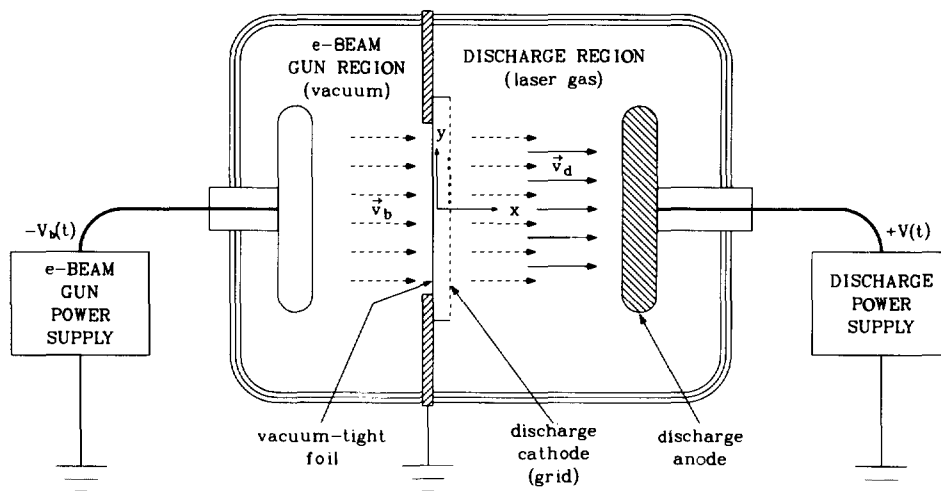 e-BEAM
GUN REGION
(vacuum)
DISCHARGE REGION
(laser gas)
y
x
v⃗b
v⃗d
-Vb(t)
+V(t)
e-BEAM
GUN
POWER
SUPPLY
DISCHARGE
POWER
SUPPLY
vacuum-tight
foil
discharge
cathode
(grid)
discharge
anode